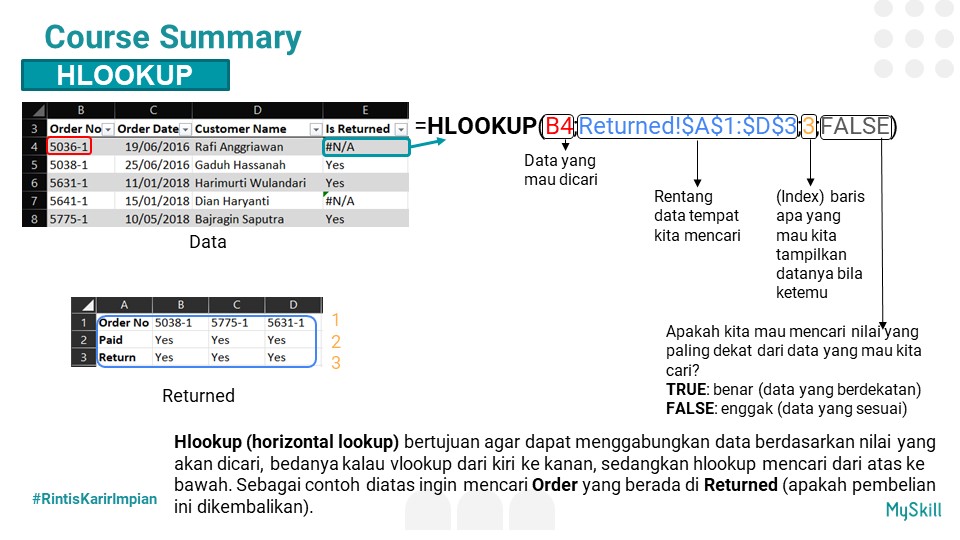 Course Summary
HLOOKUP
B C D E
3 Order No Order Date Customer Name Is Returned
4 5036-1 19/06/2016 Rafi Anggriawan #N/A
5 5038-1 25/06/2016 Gaduh Hassanah Yes
6 5631-1 11/01/2018 Harimurti Wulandari Yes
7 5641-1 15/01/2018 Dian Haryanti #N/A
8 5775-1 10/05/2018 Bajragin Saputra Yes
Data
=HLOOKUP(B4;Returned!$A$1:$D$3;3;FALSE)
Data yang
mau dicari
Rentang
data tempat
kita mencari
(Index) baris
apa yang
mau kita
tampilkan
datanya bila
ketemu
Apakah kita mau mencari nilai yang
paling dekat dari data yang mau kita
cari?
TRUE: benar (data yang berdekatan)
FALSE: enggak (data yang sesuai)
A B C D
1 Order No 5038-1 5775-1 5631-1 1
2 Paid Yes Yes Yes 2
3 Return Yes Yes Yes 3
Returned
Hlookup (horizontal lookup) bertujuan agar dapat menggabungkan data berdasarkan nilai yang
akan dicari, bedanya kalau vlookup dari kiri ke kanan, sedangkan hlookup mencari dari atas ke
bawah. Sebagai contoh diatas ingin mencari Order yang berada di Returned (apakah pembelian
ini dikembalikan).
#RintisKarirImpian
MySkill